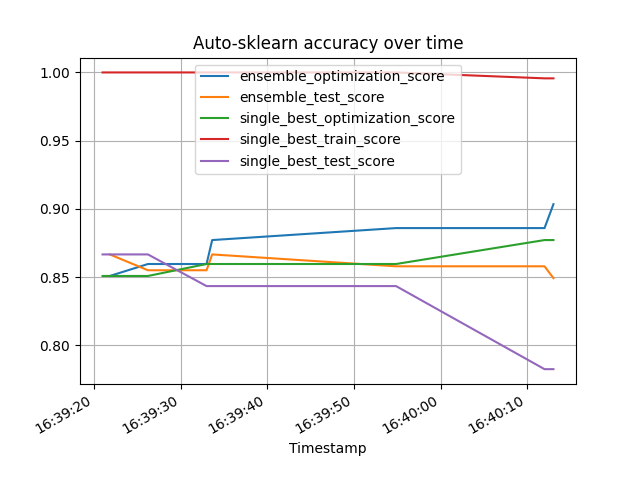 Auto-sklearn accuracy over time
ensemble_optimization_score
ensemble_test_score
single_best_optimization_score
single_best_train_score
single_best_test_score
1.00
0.95
0.90
0.85
0.80
16:39:20
16:39:30
16:39:40
16:39:50
16:40:00
16:40:10
Timestamp